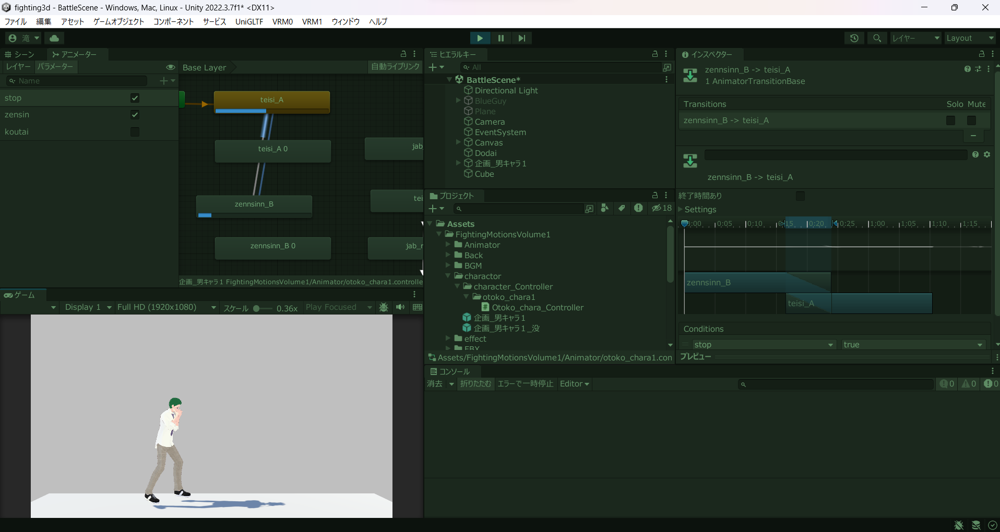 fighting3d - BattleScene - Windows, Mac, Linux - Unity 2022.3.7f1* <DX11>
ファイル 編集 アセット ゲームオブジェクト コンポーネント サービス UniGLTF VRM0 VRM1 ウィンドウ ヘルプ
滝
レイヤー
Layout
シーン
アニメーター
レイヤー パラメーター
Base Layer
自動ライブリンク
Name
stop
zensin
koutai
teisi_A
teisi_A 0
zennsinn_B
zennsinn_B 0
jab_
tei
jab_r
企画_男キャラ1 FightingMotionsVolume1/Animator/otoko_chara1.controlle
ヒエラルキー
All
BattleScene*
Directional Light
BlueGuy
Plane
Camera
EventSystem
Canvas
Dodai
企画_男キャラ1
Cube
プロジェクト
18
Assets
FightingMotionsVolume1
Animator
Back
BGM
charactor
character_Controller
otoko_chara1
Otoko_chara_Controller
企画_男キャラ1
企画_男キャラ1_没
effect
FBX
Assets/FightingMotionsVolume1/Animator/otoko_chara1.con
インスペクター
zennsinn_B -> teisi_A
1 AnimatorTransitionBase
Transitions Solo Mute
zennsinn_B -> teisi_A
zennsinn_B -> teisi_A
終了時間あり
Settings
0:00 0:05 0:10 0:15 0:20 0:25 1:00 1:05 1:10 1:15
zennsinn_B
teisi_A
Conditions
stop true
プレビュー
ゲーム
Display 1 Full HD (1920x1080) スケール 0.36x Play Focused
コンソール
消去 折りたたむ エラーで一時停止 Editor
0 0 0